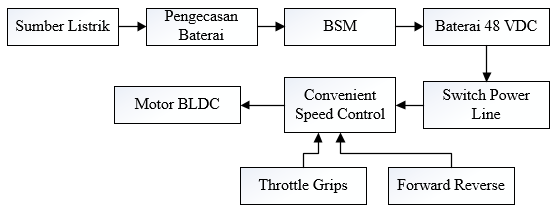 Sumber Listrik
Pengecasan
Baterai
BSM
Baterai 48 VDC
Motor BLDC
Convenient
Speed Control
Switch Power
Line
Throttle Grips
Forward Reverse